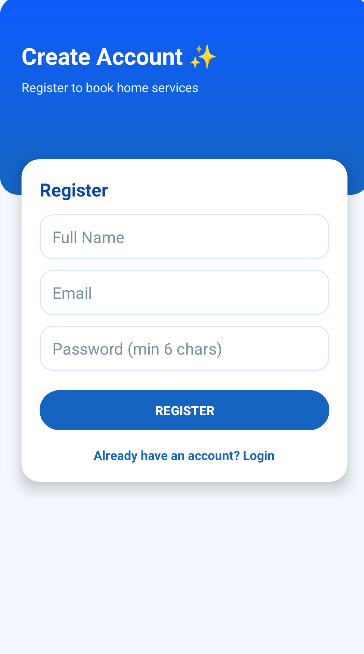 Create Account ✨
Register to book home services
Register
Full Name
Email
Password (min 6 chars)
REGISTER
Already have an account? Login